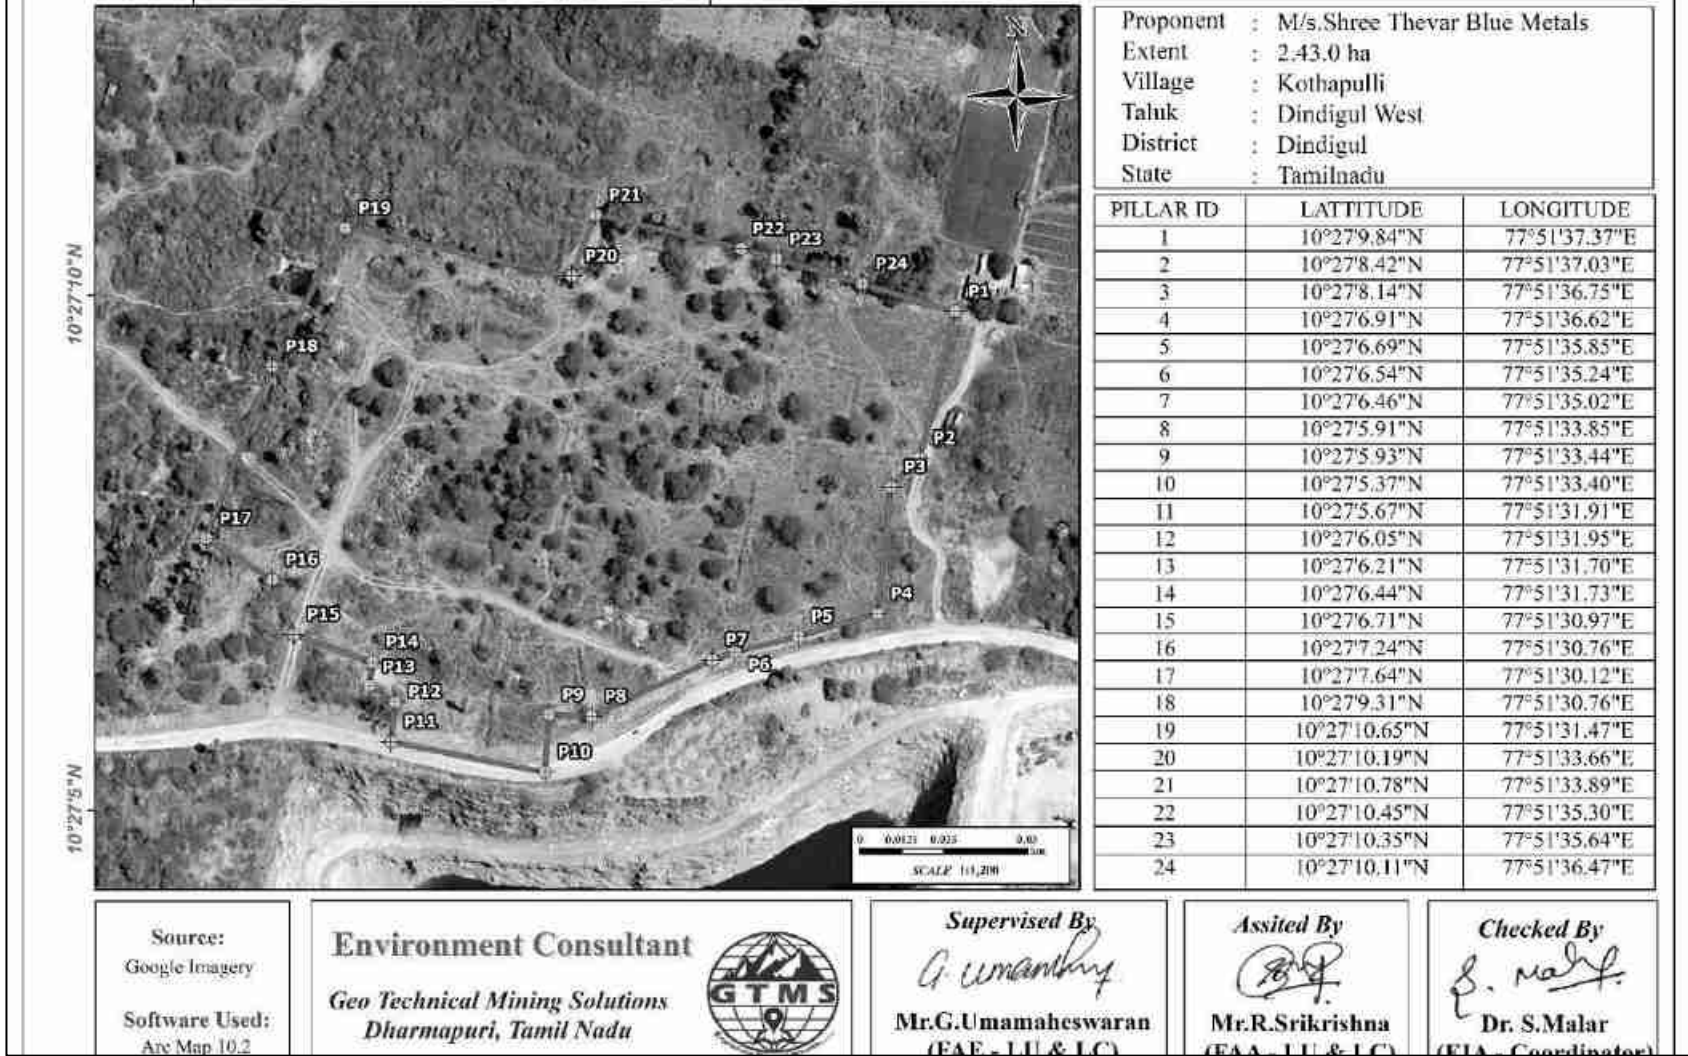 Proponent : M/s.Shree Thevar Blue Metals
Extent : 2.43.0 ha
Village : Kothapulli
Taluk : Dindigul West
District : Dindigul
State : Tamilnadu
PILLAR ID LATTITUDE LONGITUDE
1 10°27'9.84"N 77°51'37.37"E
2 10°27'8.42"N 77°51'37.03"E
3 10°27'8.14"N 77°51'36.75"E
4 10°27'6.91"N 77°51'36.62"E
5 10°27'6.69"N 77°51'35.85"E
6 10°27'6.54"N 77°51'35.24"E
7 10°27'6.46"N 77°51'35.02"E
8 10°27'5.91"N 77°51'33.85"E
9 10°27'5.93"N 77°51'33.44"E
10 10°27'5.37"N 77°51'33.40"E
11 10°27'5.67"N 77°51'31.91"E
12 10°27'6.05"N 77°51'31.95"E
13 10°27'6.21"N 77°51'31.70"E
14 10°27'6.44"N 77°51'31.73"E
15 10°27'6.71"N 77°51'30.97"E
16 10°27'7.24"N 77°51'30.76"E
17 10°27'7.64"N 77°51'30.12"E
18 10°27'9.31"N 77°51'30.76"E
19 10°27'10.65"N 77°51'31.47"E
20 10°27'10.19"N 77°51'33.66"E
21 10°27'10.78"N 77°51'33.89"E
22 10°27'10.45"N 77°51'35.30"E
23 10°27'10.35"N 77°51'35.64"E
24 10°27'10.11"N 77°51'36.47"E
N
P19
P21
P22
P23
P20
P24
P1
P18
P2
P3
P17
P16
P4
P15
P5
P14
P7
P13
P6
P12
P9
P8
P11
P10
10°27'10"N
10°27'5"N
0 0.0125 0.025
SCALE 1:1,200
Source:
Google Imagery
Software Used:
Arc Map 10.2
Environment Consultant
Geo Technical Mining Solutions
Dharmapuri, Tamil Nadu
GTMS
Supervised By
Mr.G.Umamaheswaran
(FAE - LU & LC)
Assited By
Mr.R.Srikrishna
(FAA - LU & LC)
Checked By
S. Malar
Dr. S.Malar
(EIA - Coordinator)